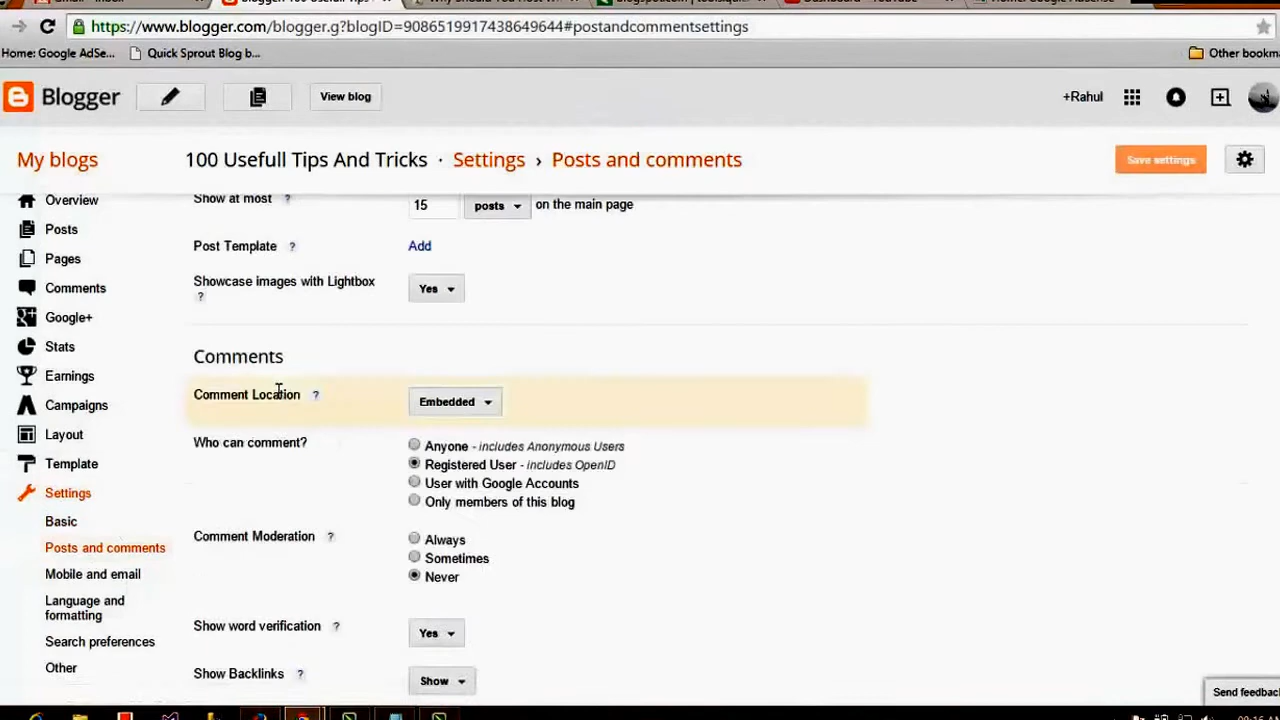 https://www.blogger.com/blogger.g?blogID=9086519917438649644#postandcommentsettings
Home: Google AdSe... Quick Sprout Blog b... Other bookma
Blogger View blog +Rahul
My blogs 100 Usefull Tips And Tricks · Settings › Posts and comments Save settings
Overview
Posts
Pages
Comments
Google+
Stats
Earnings
Campaigns
Layout
Template
Settings
Basic
Posts and comments
Mobile and email
Language and
formatting
Search preferences
Other
Show at most ? 15 posts on the main page
Post Template ? Add
Showcase images with Lightbox
? Yes
Comments
Comment Location ? Embedded
Who can comment?
Anyone - includes Anonymous Users
Registered User - includes OpenID
User with Google Accounts
Only members of this blog
Comment Moderation ?
Always
Sometimes
Never
Show word verification ? Yes
Show Backlinks ? Show
Send feedbac